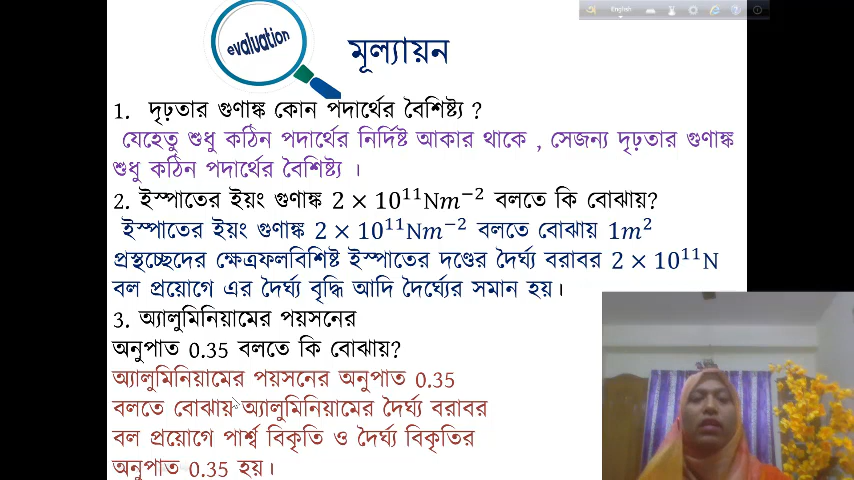 evaluation
মূল্যায়ন
English
1. দৃঢ়তার গুণাঙ্ক কোন পদার্থের বৈশিষ্ট্য ?
যেহেতু শুধু কঠিন পদার্থের নির্দিষ্ট আকার থাকে , সেজন্য দৃঢ়তার গুণাঙ্ক
শুধু কঠিন পদার্থের বৈশিষ্ট্য ।
2. ইস্পাতের ইয়ং গুণাঙ্ক 2 × 10¹¹Nm⁻² বলতে কি বোঝায়?
ইস্পাতের ইয়ং গুণাঙ্ক 2 × 10¹¹Nm⁻² বলতে বোঝায় 1m²
প্রস্থচ্ছেদের ক্ষেত্রফলবিশিষ্ট ইস্পাতের দণ্ডের দৈর্ঘ্য বরাবর 2 × 10¹¹N
বল প্রয়োগে এর দৈর্ঘ্য বৃদ্ধি আদি দৈর্ঘ্যের সমান হয়।
3. অ্যালুমিনিয়ামের পয়সনের
অনুপাত 0.35 বলতে কি বোঝায়?
অ্যালুমিনিয়ামের পয়সনের অনুপাত 0.35
বলতে বোঝায় অ্যালুমিনিয়ামের দৈর্ঘ্য বরাবর
বল প্রয়োগে পার্শ্ব বিকৃতি ও দৈর্ঘ্য বিকৃতির
অনুপাত 0.35 হয়।